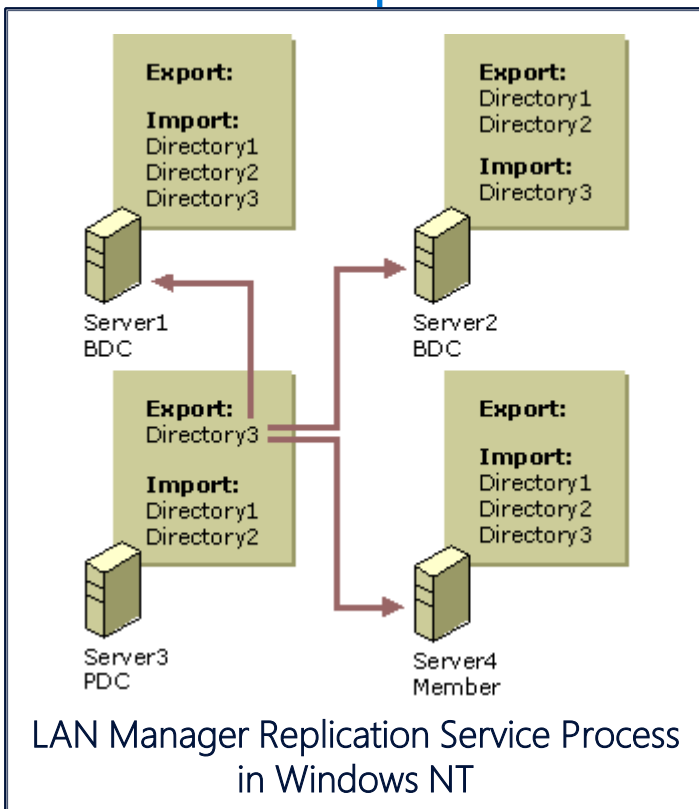 Export:
Import:
Directory1
Directory2
Directory3
Server1
BDC
Export:
Directory1
Directory2
Import:
Directory3
Server2
BDC
Export:
Directory3
Import:
Directory1
Directory2
Server3
PDC
Export:
Import:
Directory1
Directory2
Directory3
Server4
Member
LAN Manager Replication Service Process
in Windows NT